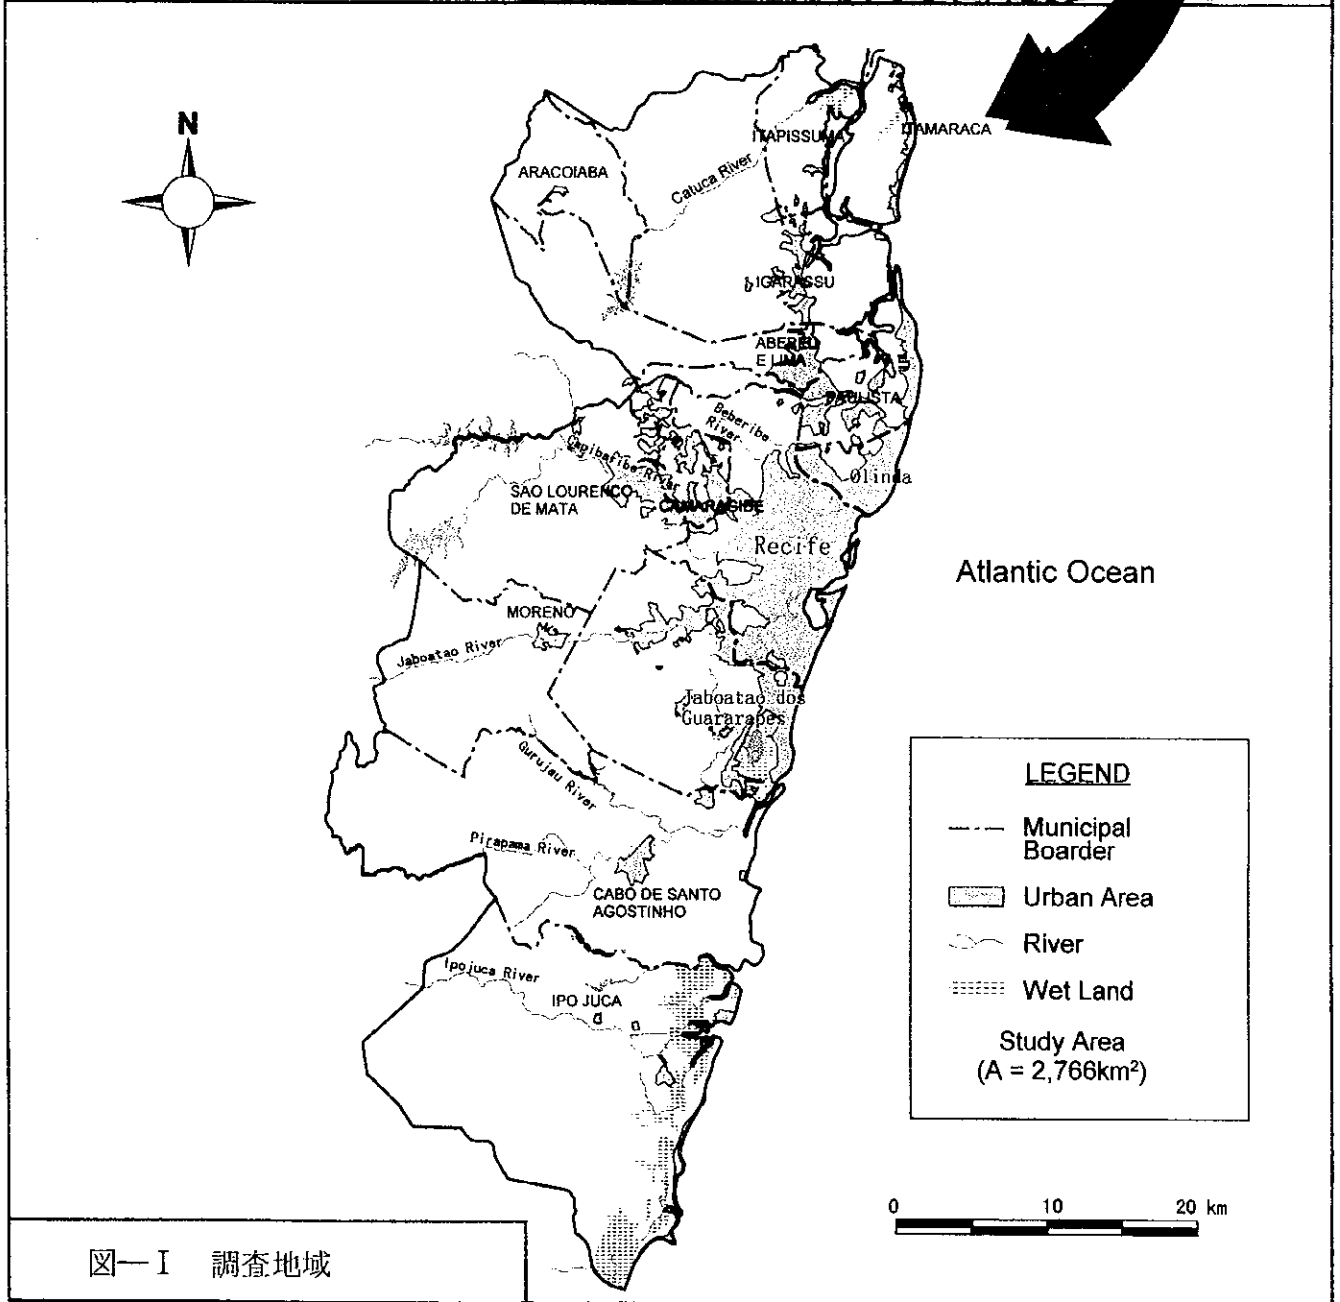 N
ITAPISSUMA
ITAMARACA
ARACOIABA
Catuca River
IGARASSU
ABEREU
E LIMA
PAULISTA
Beberibe
River
Capibaribe River
Olinda
SAO LOURENCO
DE MATA
CAMARAGIBE
Recife
Atlantic Ocean
MORENO
Jaboatao River
Jaboatao dos
Guararapes
Gurujau River
Pirapama River
CABO DE SANTO
AGOSTINHO
Ipojuca River
IPO JUCA
LEGEND
Municipal
Boarder
Urban Area
River
Wet Land
Study Area
(A = 2,766km²)
0 10 20 km
図—I 調査地域